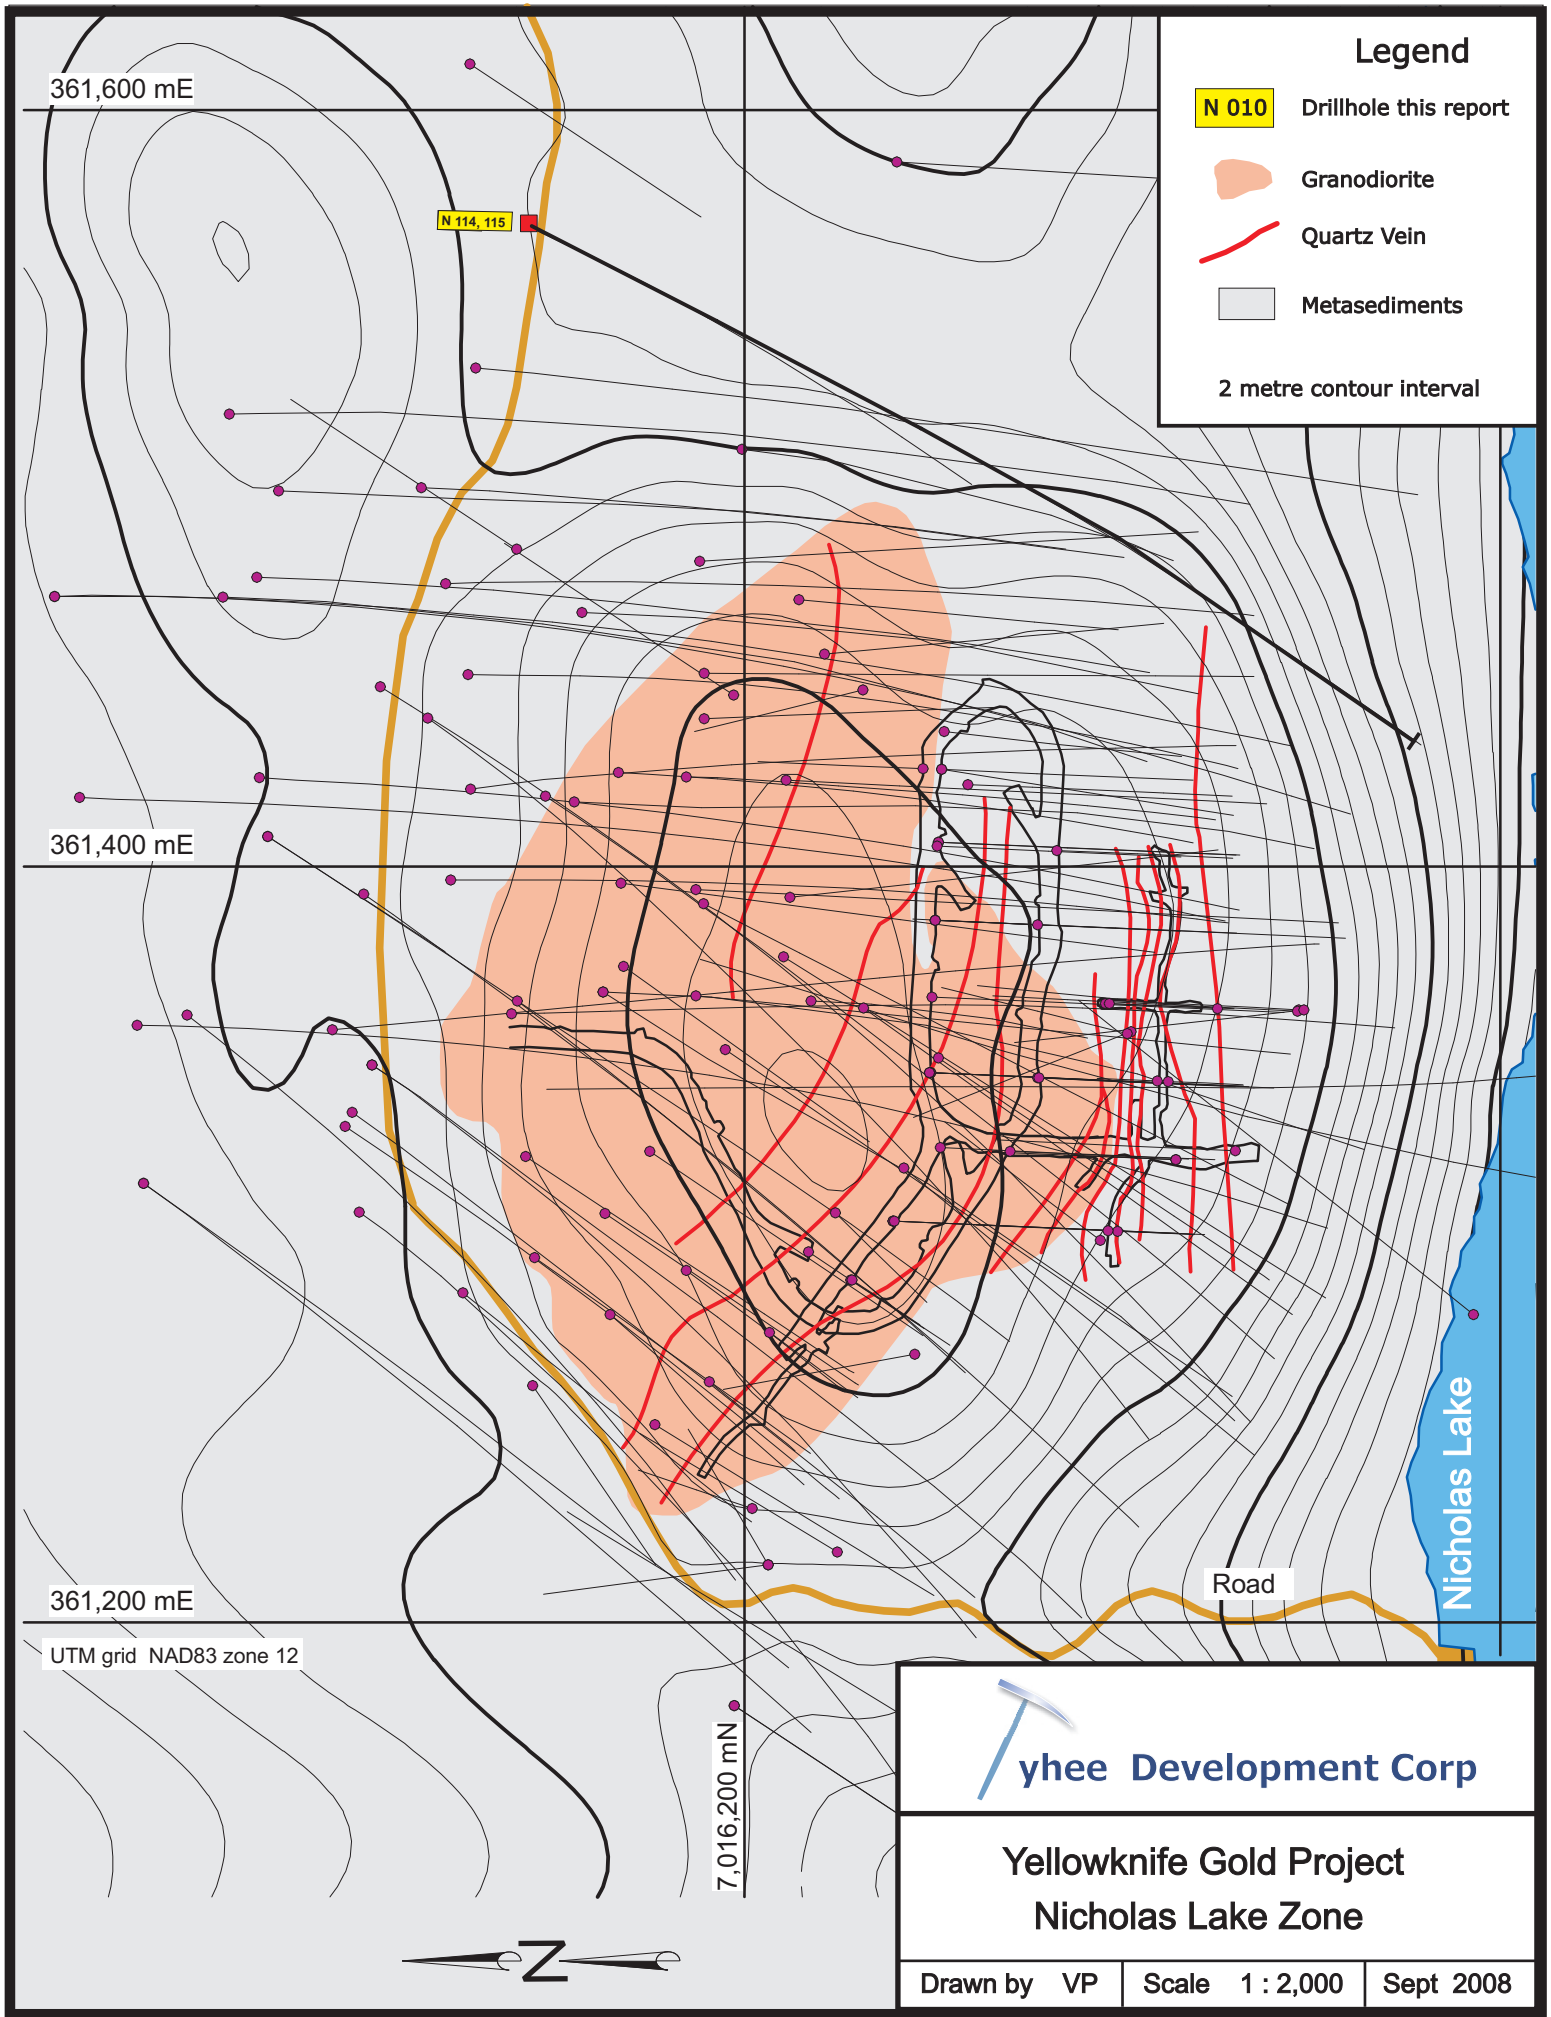 Legend
361,600 mE
N 010 Drillhole this report
Granodiorite
N 114, 115
Quartz Vein
Metasediments
2 metre contour interval
361,400 mE
Nicholas Lake
Road
361,200 mE
UTM grid NAD83 zone 12
7,016,200 mN
yhee Development Corp
Yellowknife Gold Project
Nicholas Lake Zone
N
Drawn by VP Scale 1 : 2,000 Sept 2008